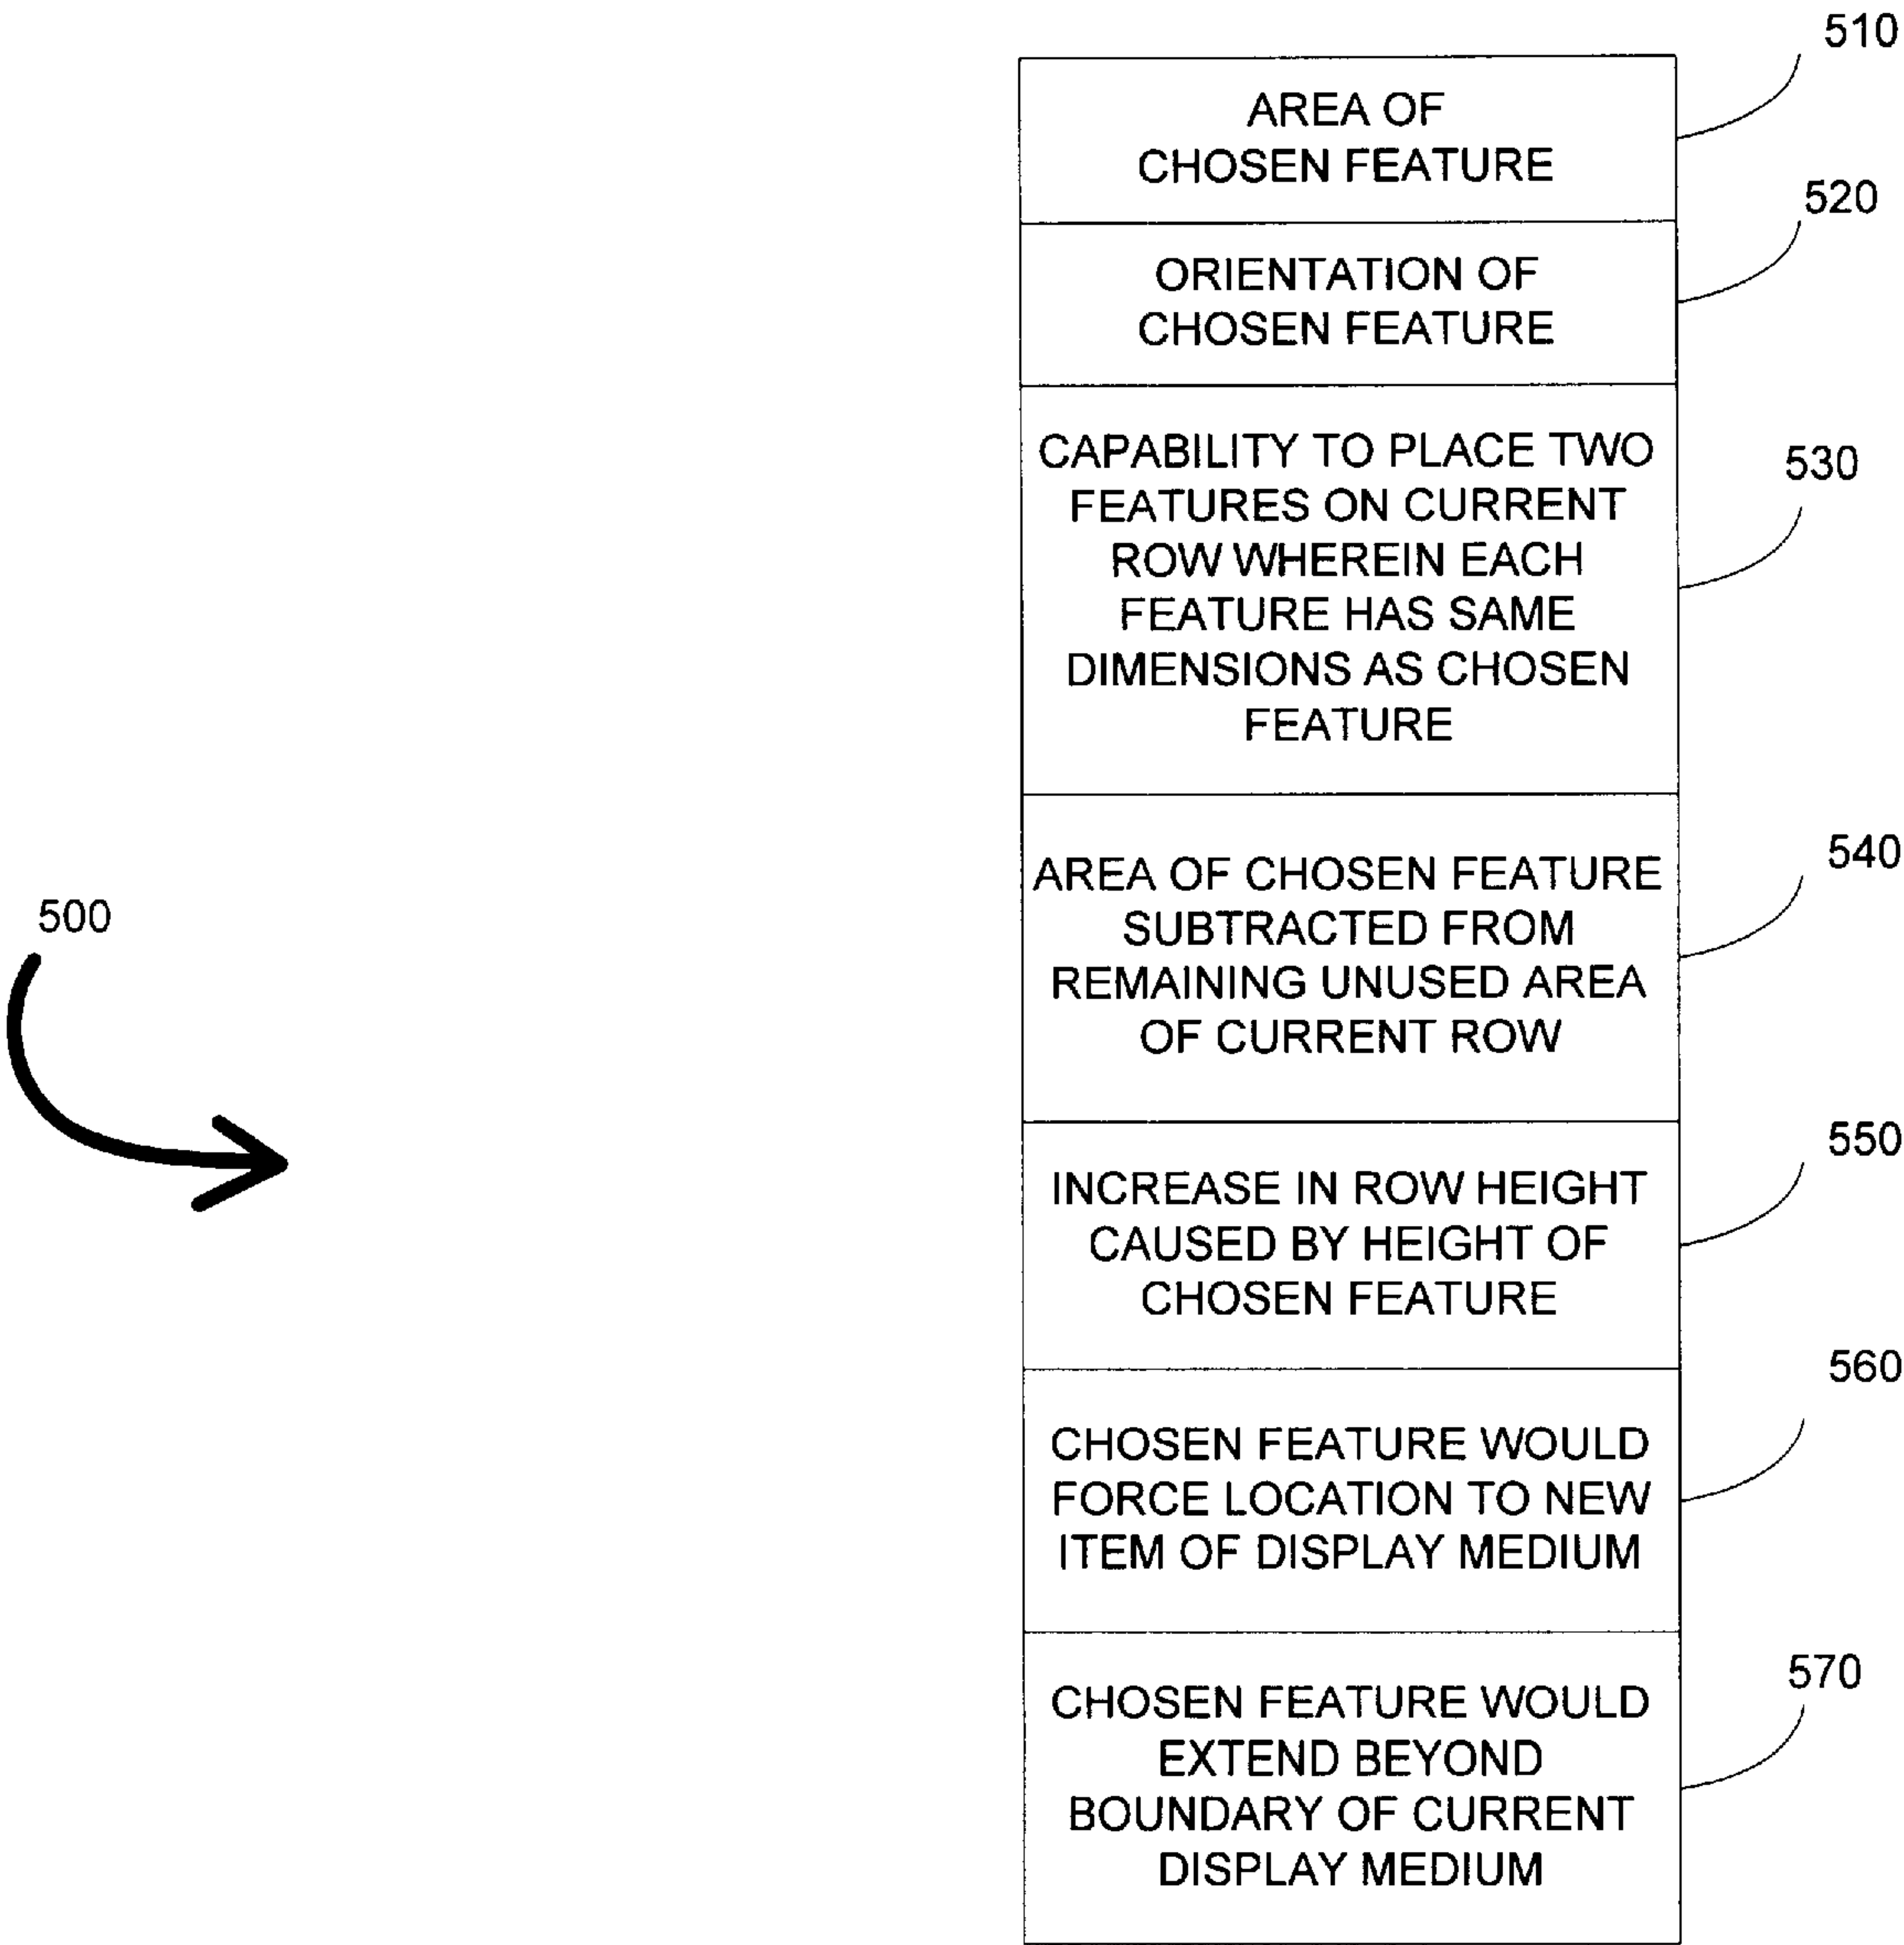 510
AREA OF
CHOSEN FEATURE
520
ORIENTATION OF
CHOSEN FEATURE
530
CAPABILITY TO PLACE TWO
FEATURES ON CURRENT
ROW WHEREIN EACH
FEATURE HAS SAME
DIMENSIONS AS CHOSEN
FEATURE
540
AREA OF CHOSEN FEATURE
SUBTRACTED FROM
REMAINING UNUSED AREA
OF CURRENT ROW
500
550
INCREASE IN ROW HEIGHT
CAUSED BY HEIGHT OF
CHOSEN FEATURE
560
CHOSEN FEATURE WOULD
FORCE LOCATION TO NEW
ITEM OF DISPLAY MEDIUM
570
CHOSEN FEATURE WOULD
EXTEND BEYOND
BOUNDARY OF CURRENT
DISPLAY MEDIUM